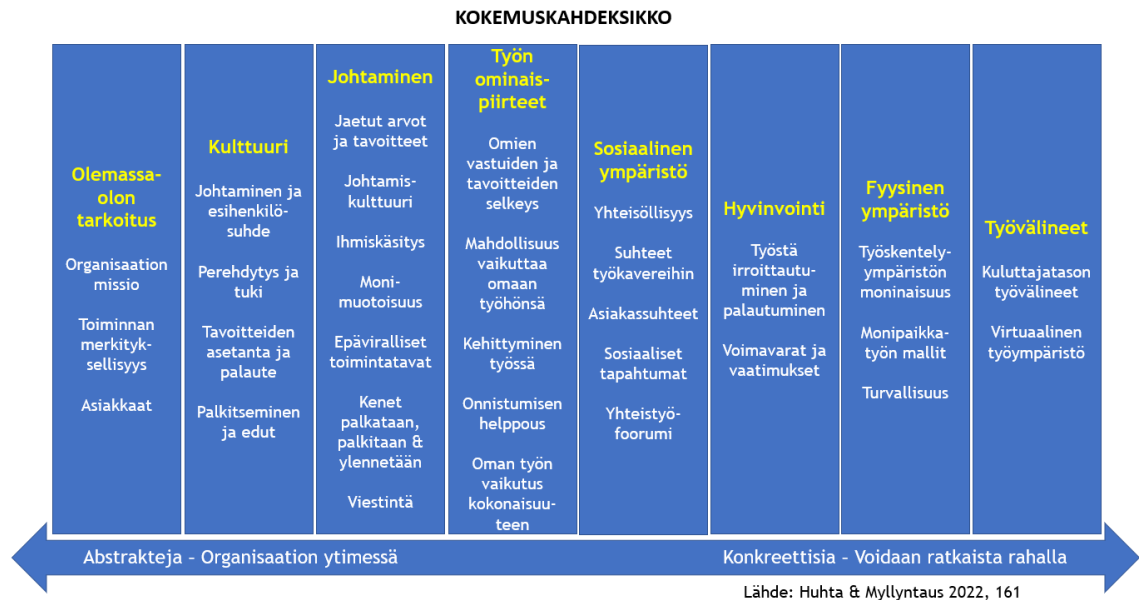 KOKEMUSKAHDEKSIKKO
Olemassa-
olon
tarkoitus
Organisaation
missio
Toiminnan
merkityk-
sellisyys
Asiakkaat
Kulttuuri
Johtaminen ja
esihenkilö-
suhde
Perehdytys ja
tuki
Tavoitteiden
asetanta ja
palaute
Palkitseminen
ja edut
Johtaminen
Jaetut arvot
ja tavoitteet
Johtamis-
kulttuuri
Ihmiskäsitys
Moni-
muotoisuus
Epäviralliset
toimintatavat
Kenet
palkataan,
palkitaan &
ylennetään
Viestintä
Työn
ominais-
piirteet
Omien
vastuiden ja
tavoitteiden
selkeys
Mahdollisuus
vaikuttaa
omaan
työhönsä
Kehittyminen
työssä
Onnistumisen
helppous
Oman työn
vaikutus
kokonaisuu-
teen
Sosiaalinen
ympäristö
Yhteisöllisyys
Suhteet
työkavereihin
Asiakassuhteet
Sosiaaliset
tapahtumat
Yhteistyö-
foorumi
Hyvinvointi
Työstä
irroittautu-
minen ja
palautuminen
Voimavarat ja
vaatimukset
Fyysinen
ympäristö
Työskentely-
ympäristön
moninaisuus
Monipaikka-
työn mallit
Turvallisuus
Työvälineet
Kuluttajatason
työvälineet
Virtuaalinen
työympäristö
Abstrakteja – Organisaation ytimessä
Konkreettisia – Voidaan ratkaista rahalla
Lähde: Huhta & Myllyntaus 2022, 161